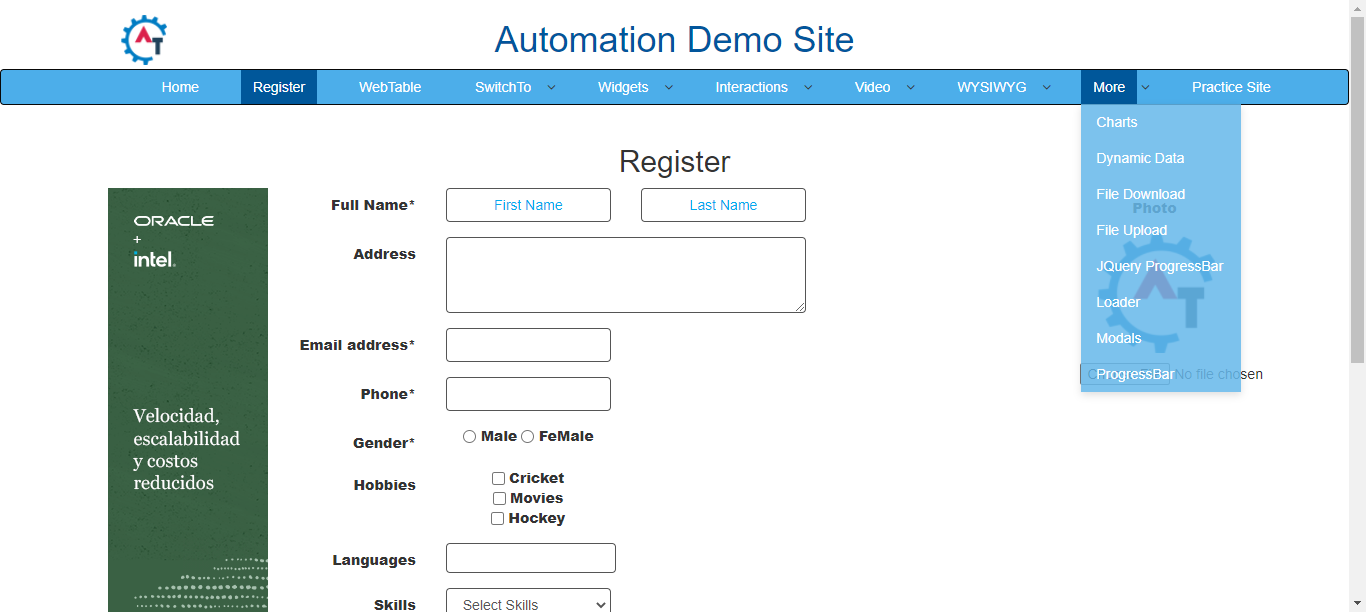 Automation Demo Site
Home Register WebTable SwitchTo Widgets Interactions Video WYSIWYG More Practice Site
Charts
Dynamic Data
File Download
File Upload
JQuery ProgressBar
Loader
Modals
ProgressBar
Register
ORACLE
+
intel.
Velocidad,
escalabilidad
y costos
reducidos
Full Name* First Name Last Name
Address
Email address*
Phone*
Gender* Male FeMale
Hobbies Cricket
Movies
Hockey
Languages
Skills Select Skills
Photo
No file chosen